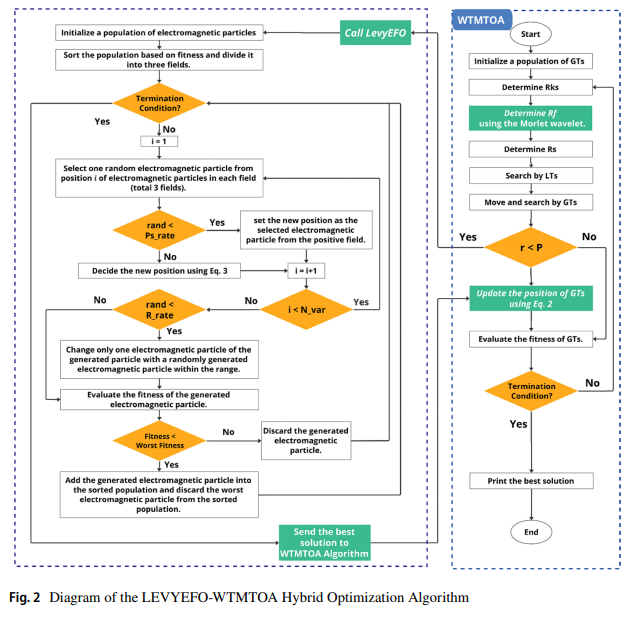 Initialize a population of electromagnetic particles
Sort the population based on fitness and divide it
into three fields.
Termination
Condition?
Yes
No
i = 1
Select one random electromagnetic particle from
position i of electromagnetic particles in each field
(total 3 fields).
rand <
Ps_rate
Yes
set the new position as the
selected electromagnetic
particle from the positive field.
No
Decide the new position using Eq. 3
i = i+1
i < N_var
Yes
No
rand <
R_rate
No
Yes
Change only one electromagnetic particle of the
generated particle with a randomly generated
electromagnetic particle within the range.
Evaluate the fitness of the generated
electromagnetic particle.
Fitness <
Worst Fitness
No
Discard the generated
electromagnetic
particle.
Yes
Add the generated electromagnetic particle into
the sorted population and discard the worst
electromagnetic particle from the sorted
population.
Call LevyEFO
Send the best
solution to
WTMTOA Algorithm
WTMTOA
Start
Initialize a population of GTs
Determine Rks
Determine Rf
using the Morlet wavelet.
Determine Rs
Search by LTs
Move and search by GTs
Yes
r < P
No
Update the position of GTs
using Eq. 2
Evaluate the fitness of GTs.
Termination
Condition?
No
Yes
Print the best solution
End
Fig. 2 Diagram of the LEVYEFO-WTMTOA Hybrid Optimization Algorithm